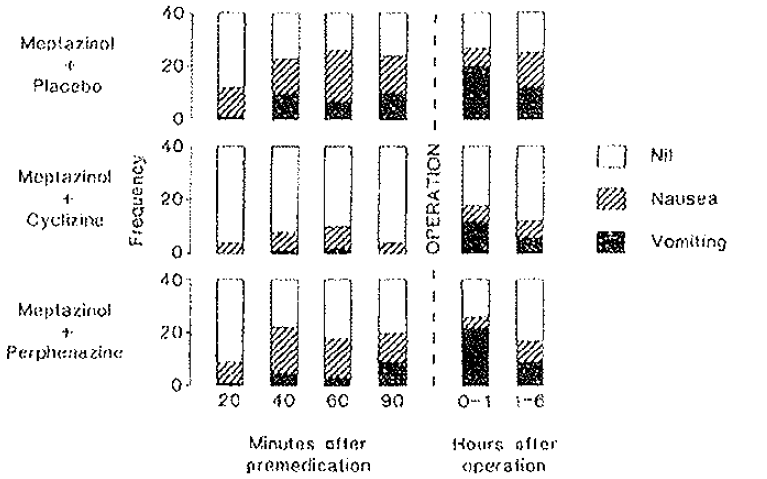 Meptazinol
+
Placebo
40
20
0
Meptazinol
+
Cyclizine
40
20
0
Meptazinol
+
Perphenazine
40
20
0
Frequency
OPERATION
20 40 60 90 0-1 1-6
Minutes after
premedication
Hours after
operation
Nil
Nausea
Vomiting